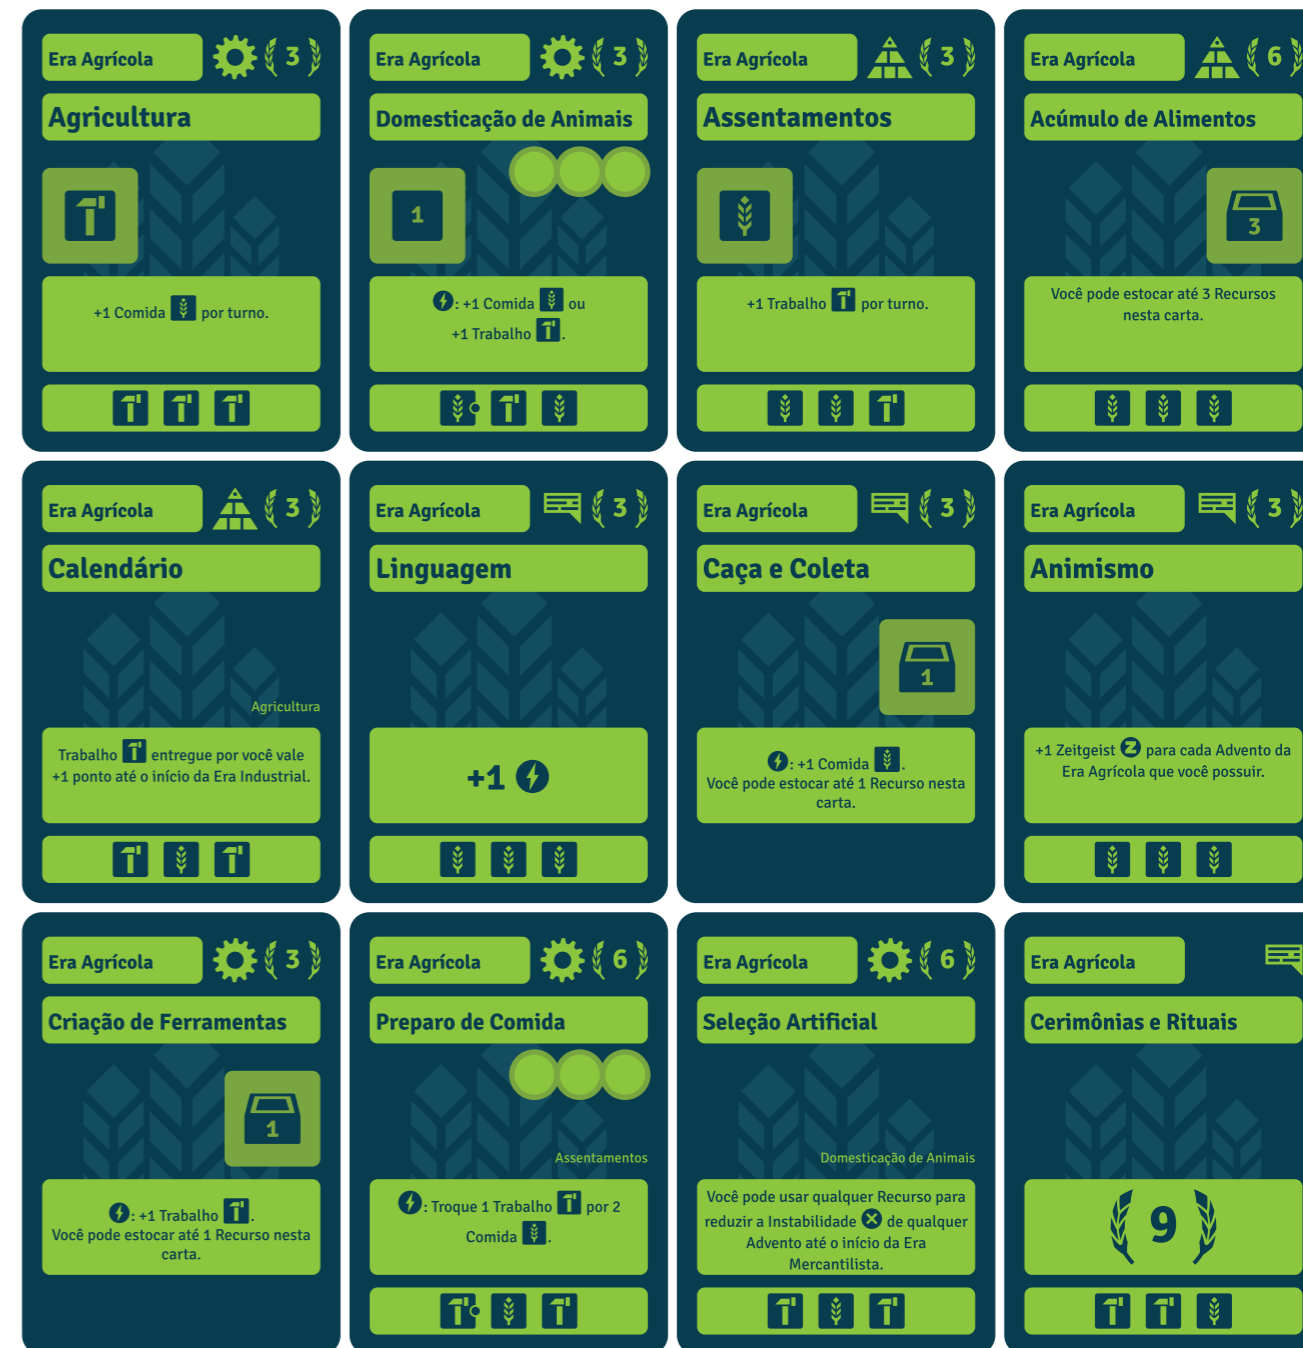 Era Agrícola 3
Agricultura
+1 Comida por turno.
Era Agrícola 3
Domesticação de Animais
1
: +1 Comida ou
+1 Trabalho .
Era Agrícola 3
Assentamentos
+1 Trabalho por turno.
Era Agrícola 6
Acúmulo de Alimentos
3
Você pode estocar até 3 Recursos
nesta carta.
Era Agrícola 3
Calendário
Agricultura
Trabalho entregue por você vale
+1 ponto até o início da Era Industrial.
Era Agrícola 3
Linguagem
+1
Era Agrícola 3
Caça e Coleta
1
: +1 Comida .
Você pode estocar até 1 Recurso nesta
carta.
Era Agrícola 3
Animismo
+1 Zeitgeist Z para cada Advento da
Era Agrícola que você possuir.
Era Agrícola 3
Criação de Ferramentas
1
: +1 Trabalho .
Você pode estocar até 1 Recurso nesta
carta.
Era Agrícola 6
Preparo de Comida
Assentamentos
: Troque 1 Trabalho por 2
Comida .
Era Agrícola 6
Seleção Artificial
Domesticação de Animais
Você pode usar qualquer Recurso para
reduzir a Instabilidade de qualquer
Advento até o início da Era
Mercantilista.
Era Agrícola
Cerimônias e Rituais
9